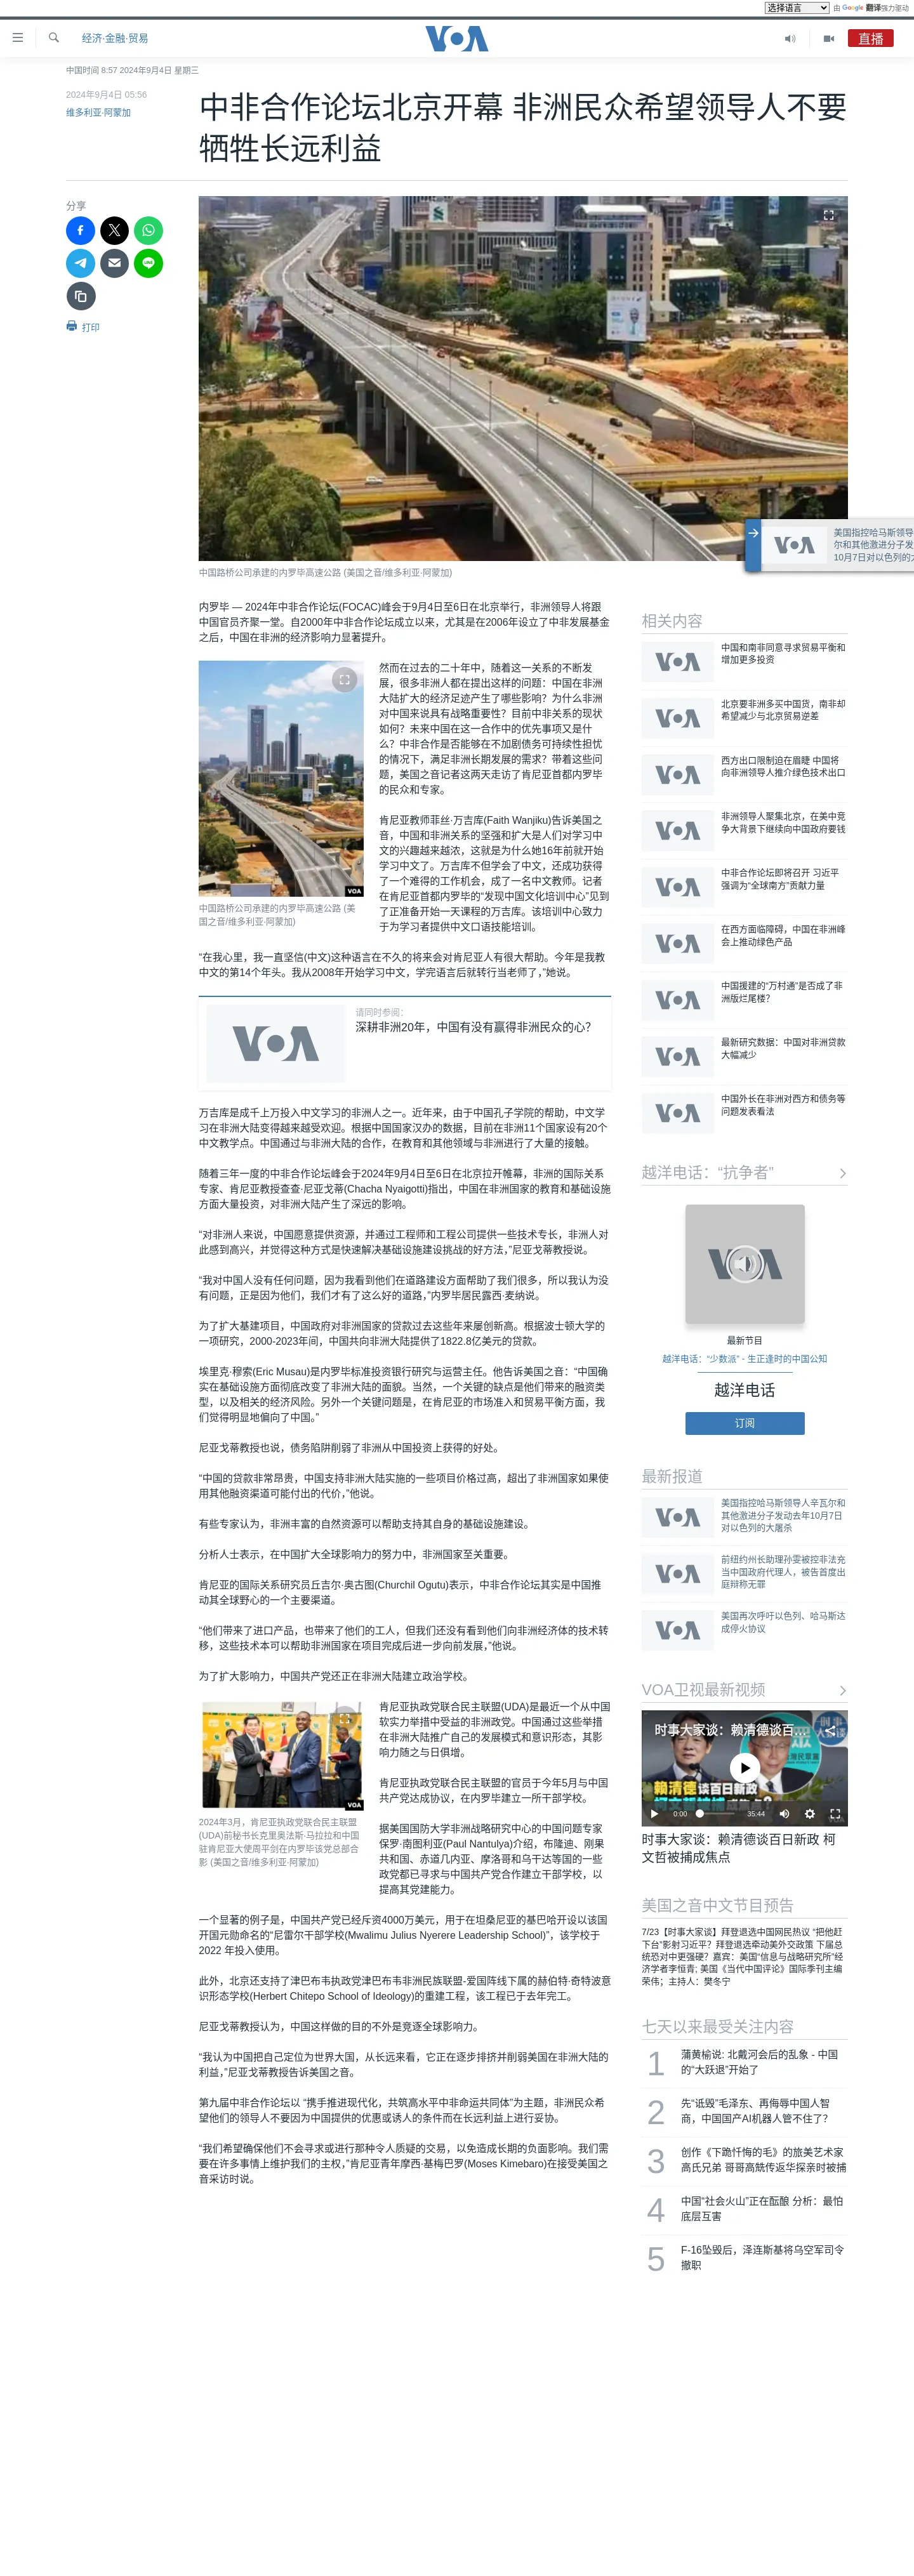 选择语言
由 Google 翻译强力驱动
经济·金融·贸易
VOA
直播
中国时间 8:57 2024年9月4日 星期三
2024年9月4日 05:56
维多利亚·阿蒙加
中非合作论坛北京开幕 非洲民众希望领导人不要
牺牲长远利益
分享
打印
中国路桥公司承建的内罗毕高速公路 (美国之音/维多利亚·阿蒙加)
VOA
美国指控哈马斯领导
尔和其他激进分子发
10月7日对以色列的大
内罗毕 — 2024年中非合作论坛(FOCAC)峰会于9月4日至6日在北京举行，非洲领导人将跟
中国官员齐聚一堂。自2000年中非合作论坛成立以来，尤其是在2006年设立了中非发展基金
之后，中国在非洲的经济影响力显著提升。
VOA
中国路桥公司承建的内罗毕高速公路 (美
国之音/维多利亚·阿蒙加)
然而在过去的二十年中，随着这一关系的不断发
展，很多非洲人都在提出这样的问题：中国在非洲
大陆扩大的经济足迹产生了哪些影响？为什么非洲
对中国来说具有战略重要性？目前中非关系的现状
如何？未来中国在这一合作中的优先事项又是什
么？中非合作是否能够在不加剧债务可持续性担忧
的情况下，满足非洲长期发展的需求？带着这些问
题，美国之音记者这两天走访了肯尼亚首都内罗毕
的民众和专家。
肯尼亚教师菲丝·万吉库(Faith Wanjiku)告诉美国之
音，中国和非洲关系的坚强和扩大是人们对学习中
文的兴趣越来越浓，这就是为什么她16年前就开始
学习中文了。万吉库不但学会了中文，还成功获得
了一个难得的工作机会，成了一名中文教师。记者
在肯尼亚首都内罗毕的“发现中国文化培训中心”见到
了正准备开始一天课程的万吉库。该培训中心致力
于为学习者提供中文口语技能培训。
“在我心里，我一直坚信(中文)这种语言在不久的将来会对肯尼亚人有很大帮助。今年是我教
中文的第14个年头。我从2008年开始学习中文，学完语言后就转行当老师了，”她说。
VOA
请同时参阅：
深耕非洲20年，中国有没有赢得非洲民众的心？
万吉库是成千上万投入中文学习的非洲人之一。近年来，由于中国孔子学院的帮助，中文学
习在非洲大陆变得越来越受欢迎。根据中国国家汉办的数据，目前在非洲11个国家设有20个
中文教学点。中国通过与非洲大陆的合作，在教育和其他领域与非洲进行了大量的接触。
随着三年一度的中非合作论坛峰会于2024年9月4日至6日在北京拉开帷幕，非洲的国际关系
专家、肯尼亚教授查查·尼亚戈蒂(Chacha Nyaigotti)指出，中国在非洲国家的教育和基础设施
方面大量投资，对非洲大陆产生了深远的影响。
“对非洲人来说，中国愿意提供资源，并通过工程师和工程公司提供一些技术专长，非洲人对
此感到高兴，并觉得这种方式是快速解决基础设施建设挑战的好方法，”尼亚戈蒂教授说。
“我对中国人没有任何问题，因为我看到他们在道路建设方面帮助了我们很多，所以我认为没
有问题，正是因为他们，我们才有了这么好的道路，”内罗毕居民露西·麦纳说。
为了扩大基建项目，中国政府对非洲国家的贷款过去这些年来屡创新高。根据波士顿大学的
一项研究，2000-2023年间，中国共向非洲大陆提供了1822.8亿美元的贷款。
埃里克·穆索(Eric Musau)是内罗毕标准投资银行研究与运营主任。他告诉美国之音：“中国确
实在基础设施方面彻底改变了非洲大陆的面貌。当然，一个关键的缺点是他们带来的融资类
型，以及相关的经济风险。另外一个关键问题是，在肯尼亚的市场准入和贸易平衡方面，我
们觉得明显地偏向了中国。”
尼亚戈蒂教授也说，债务陷阱削弱了非洲从中国投资上获得的好处。
“中国的贷款非常昂贵，中国支持非洲大陆实施的一些项目价格过高，超出了非洲国家如果使
用其他融资渠道可能付出的代价，”他说。
有些专家认为，非洲丰富的自然资源可以帮助支持其自身的基础设施建设。
分析人士表示，在中国扩大全球影响力的努力中，非洲国家至关重要。
肯尼亚的国际关系研究员丘吉尔·奥古图(Churchil Ogutu)表示，中非合作论坛其实是中国推
动其全球野心的一个主要渠道。
“他们带来了进口产品，也带来了他们的工人，但我们还没有看到他们向非洲经济体的技术转
移，这些技术本可以帮助非洲国家在项目完成后进一步向前发展，”他说。
为了扩大影响力，中国共产党还正在非洲大陆建立政治学校。
VOA
2024年3月，肯尼亚执政党联合民主联盟
(UDA)前秘书长克里奥法斯·马拉拉和中国
驻肯尼亚大使周平剑在内罗毕该党总部合
影 (美国之音/维多利亚·阿蒙加)
肯尼亚执政党联合民主联盟(UDA)是最近一个从中国
软实力举措中受益的非洲政党。中国通过这些举措
在非洲大陆推广自己的发展模式和意识形态，其影
响力随之与日俱增。
肯尼亚执政党联合民主联盟的官员于今年5月与中国
共产党达成协议，在内罗毕建立一所干部学校。
据美国国防大学非洲战略研究中心的中国问题专家
保罗·南图利亚(Paul Nantulya)介绍，布隆迪、刚果
共和国、赤道几内亚、摩洛哥和乌干达等国的一些
政党都已寻求与中国共产党合作建立干部学校，以
提高其党建能力。
一个显著的例子是，中国共产党已经斥资4000万美元，用于在坦桑尼亚的基巴哈开设以该国
开国元勋命名的“尼雷尔干部学校(Mwalimu Julius Nyerere Leadership School)”，该学校于
2022 年投入使用。
此外，北京还支持了津巴布韦执政党津巴布韦非洲民族联盟-爱国阵线下属的赫伯特·奇特波意
识形态学校(Herbert Chitepo School of Ideology)的重建工程，该工程已于去年完工。
尼亚戈蒂教授认为，中国这样做的目的不外是竞逐全球影响力。
“我认为中国把自己定位为世界大国，从长远来看，它正在逐步排挤并削弱美国在非洲大陆的
利益，”尼亚戈蒂教授告诉美国之音。
第九届中非合作论坛以 “携手推进现代化，共筑高水平中非命运共同体”为主题，非洲民众希
望他们的领导人不要因为中国提供的优惠或诱人的条件而在长远利益上进行妥协。
“我们希望确保他们不会寻求或进行那种令人质疑的交易，以免造成长期的负面影响。我们需
要在许多事情上维护我们的主权，”肯尼亚青年摩西·基梅巴罗(Moses Kimebaro)在接受美国之
音采访时说。
相关内容
VOA
中国和南非同意寻求贸易平衡和
增加更多投资
VOA
北京要非洲多买中国货，南非却
希望减少与北京贸易逆差
VOA
西方出口限制迫在眉睫 中国将
向非洲领导人推介绿色技术出口
VOA
非洲领导人聚集北京，在美中竞
争大背景下继续向中国政府要钱
VOA
中非合作论坛即将召开 习近平
强调为“全球南方”贡献力量
VOA
在西方面临障碍，中国在非洲峰
会上推动绿色产品
VOA
中国援建的“万村通”是否成了非
洲版烂尾楼？
VOA
最新研究数据：中国对非洲贷款
大幅减少
VOA
中国外长在非洲对西方和债务等
问题发表看法
越洋电话：“抗争者”
VOA
最新节目
越洋电话：“少数派” - 生正逢时的中国公知
越洋电话
订阅
最新报道
VOA
美国指控哈马斯领导人辛瓦尔和
其他激进分子发动去年10月7日
对以色列的大屠杀
VOA
前纽约州长助理孙雯被控非法充
当中国政府代理人，被告首度出
庭辩称无罪
VOA
美国再次呼吁以色列、哈马斯达
成停火协议
VOA卫视最新视频
时事大家谈：赖清德谈百...
赖清德谈百日新政
0:00
35:44
时事大家谈：赖清德谈百日新政 柯
文哲被捕成焦点
美国之音中文节目预告
7/23【时事大家谈】拜登退选中国网民热议 “把他赶
下台”影射习近平？拜登退选牵动美外交政策 下届总
统恐对中更强硬？嘉宾：美国“信息与战略研究所”经
济学者李恒青; 美国《当代中国评论》国际季刊主编
荣伟；主持人：樊冬宁
七天以来最受关注内容
1
蒲黄榆说: 北戴河会后的乱象 - 中国
的“大跃退”开始了
2
先“诋毁”毛泽东、再侮辱中国人智
商，中国国产AI机器人管不住了？
3
创作《下跪忏悔的毛》的旅美艺术家
高氏兄弟 哥哥高兟传返华探亲时被捕
4
中国“社会火山”正在酝酿 分析：最怕
底层互害
5
F-16坠毁后，泽连斯基将乌空军司令
撤职